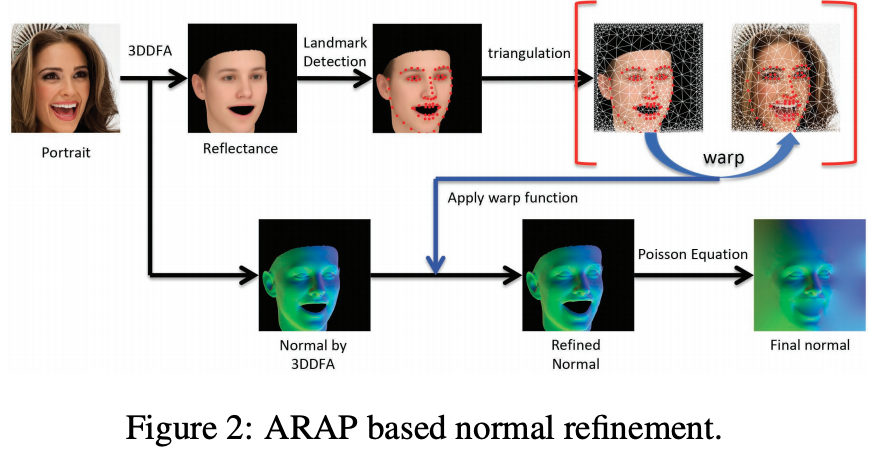 3DDFA
Landmark
Detection
triangulation
Portrait
Reflectance
warp
Apply warp function
Poisson Equation
Normal by
3DDFA
Refined
Normal
Final normal
Figure 2: ARAP based normal refinement.